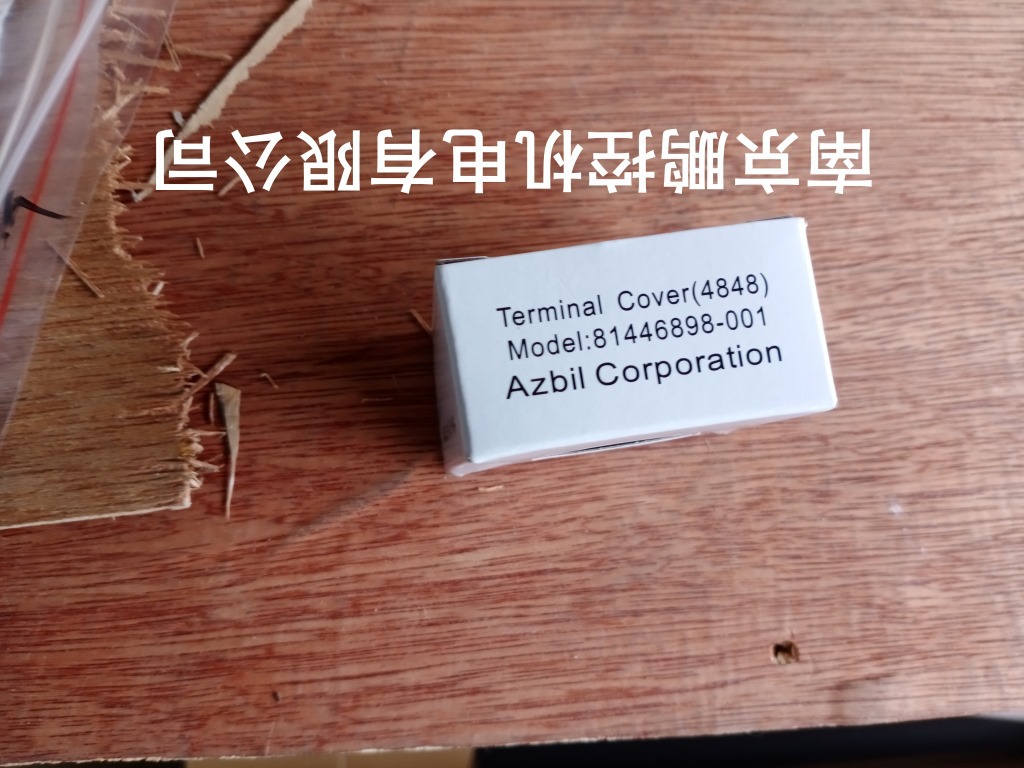 南京鹏控机电有限公司
Terminal Cover(4848)
Model:81446898-001
Azbil Corporation